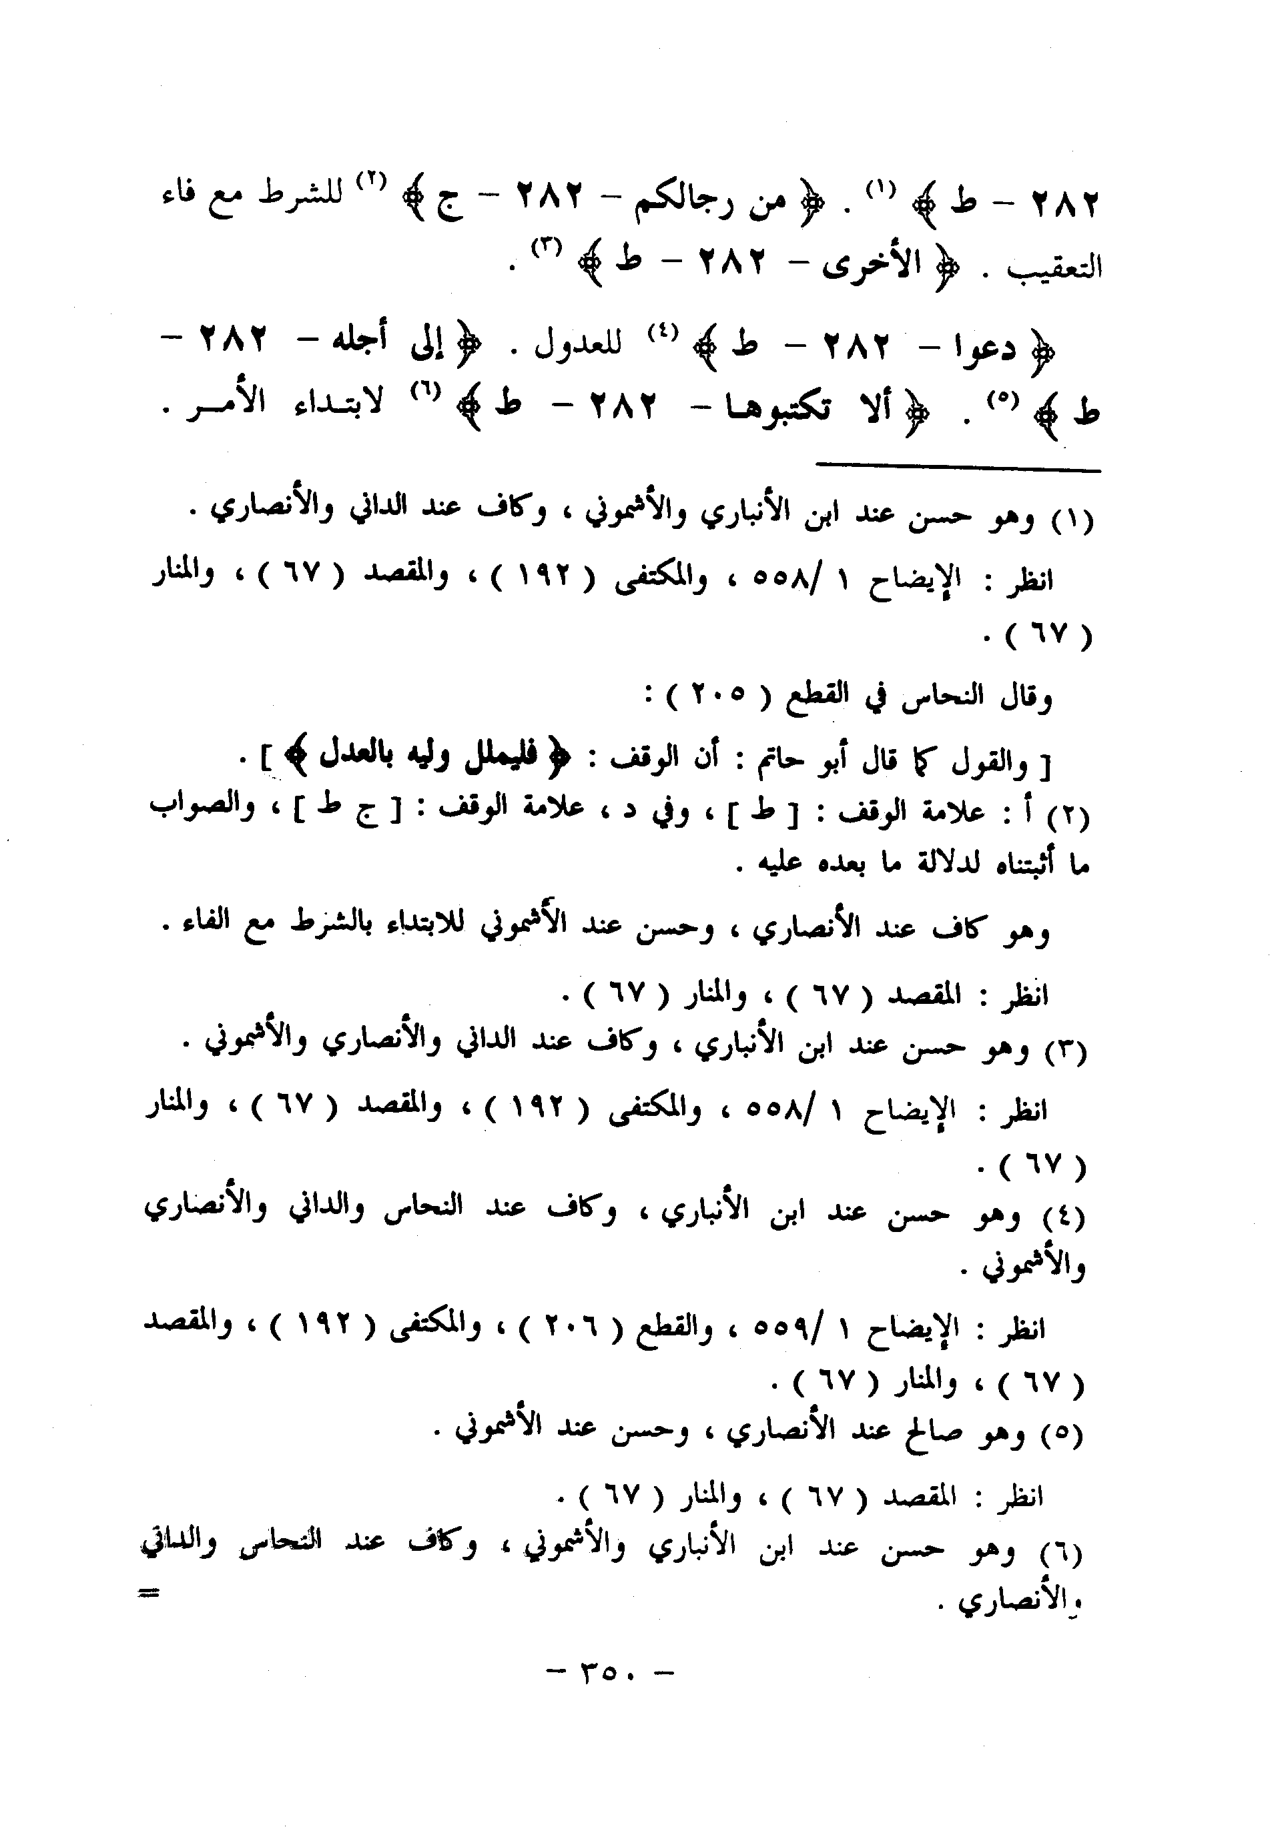 ٢٨٢ – ط ﴾ (١) . ﴿ من رجالكم – ٢٨٢ – ج ﴾ (٢) للشرط مع فاء
التعقيب . ﴿ الأخرى – ٢٨٢ – ط ﴾ (٣) .
﴿ دعوا – ٢٨٢ – ط ﴾ (٤) للعدول . ﴿ إلى أجله – ٢٨٢ –
ط ﴾ (٥) . ﴿ ألا تكتبوها – ٢٨٢ – ط ﴾ (٦) لابتداء الأمر .
(١) وهو حسن عند ابن الأنباري والأشموني ، وكاف عند الداني والأنصاري .
انظر : الإيضاح ١ /٥٥٨ ، والمكتفى ( ١٩٢ ) ، والمقصد ( ٦٧ ) ، والمنار
( ٦٧ ) .
وقال النحاس في القطع ( ٢٠٥ ) :
[ والقول كما قال أبو حاتم : أن الوقف : ﴿ فليملل وليه بالعدل ﴾ ] .
(٢) أ : علامة الوقف : [ ط ] ، وفي د ، علامة الوقف : [ ج ط ] ، والصواب
ما أثبتناه لدلالة ما بعده عليه .
وهو كاف عند الأنصاري ، وحسن عند الأشموني للابتداء بالشرط مع الفاء .
انظر : المقصد ( ٦٧ ) ، والمنار ( ٦٧ ) .
(٣) وهو حسن عند ابن الأنباري ، وكاف عند الداني والأنصاري والأشموني .
انظر : الإيضاح ١ /٥٥٨ ، والمكتفى ( ١٩٢ ) ، والمقصد ( ٦٧ ) ، والمنار
( ٦٧ ) .
(٤) وهو حسن عند ابن الأنباري ، وكاف عند النحاس والداني والأنصاري
والأشموني .
انظر : الإيضاح ١ /٥٥٩ ، والقطع ( ٢٠٦ ) ، والمكتفى ( ١٩٢ ) ، والمقصد
( ٦٧ ) ، والمنار ( ٦٧ ) .
(٥) وهو صالح عند الأنصاري ، وحسن عند الأشموني .
انظر : المقصد ( ٦٧ ) ، والمنار ( ٦٧ ) .
(٦) وهو حسن عند ابن الأنباري والأشموني ، وكاف عند النحاس والداني
والأنصاري . =
– ٣٥٠ –